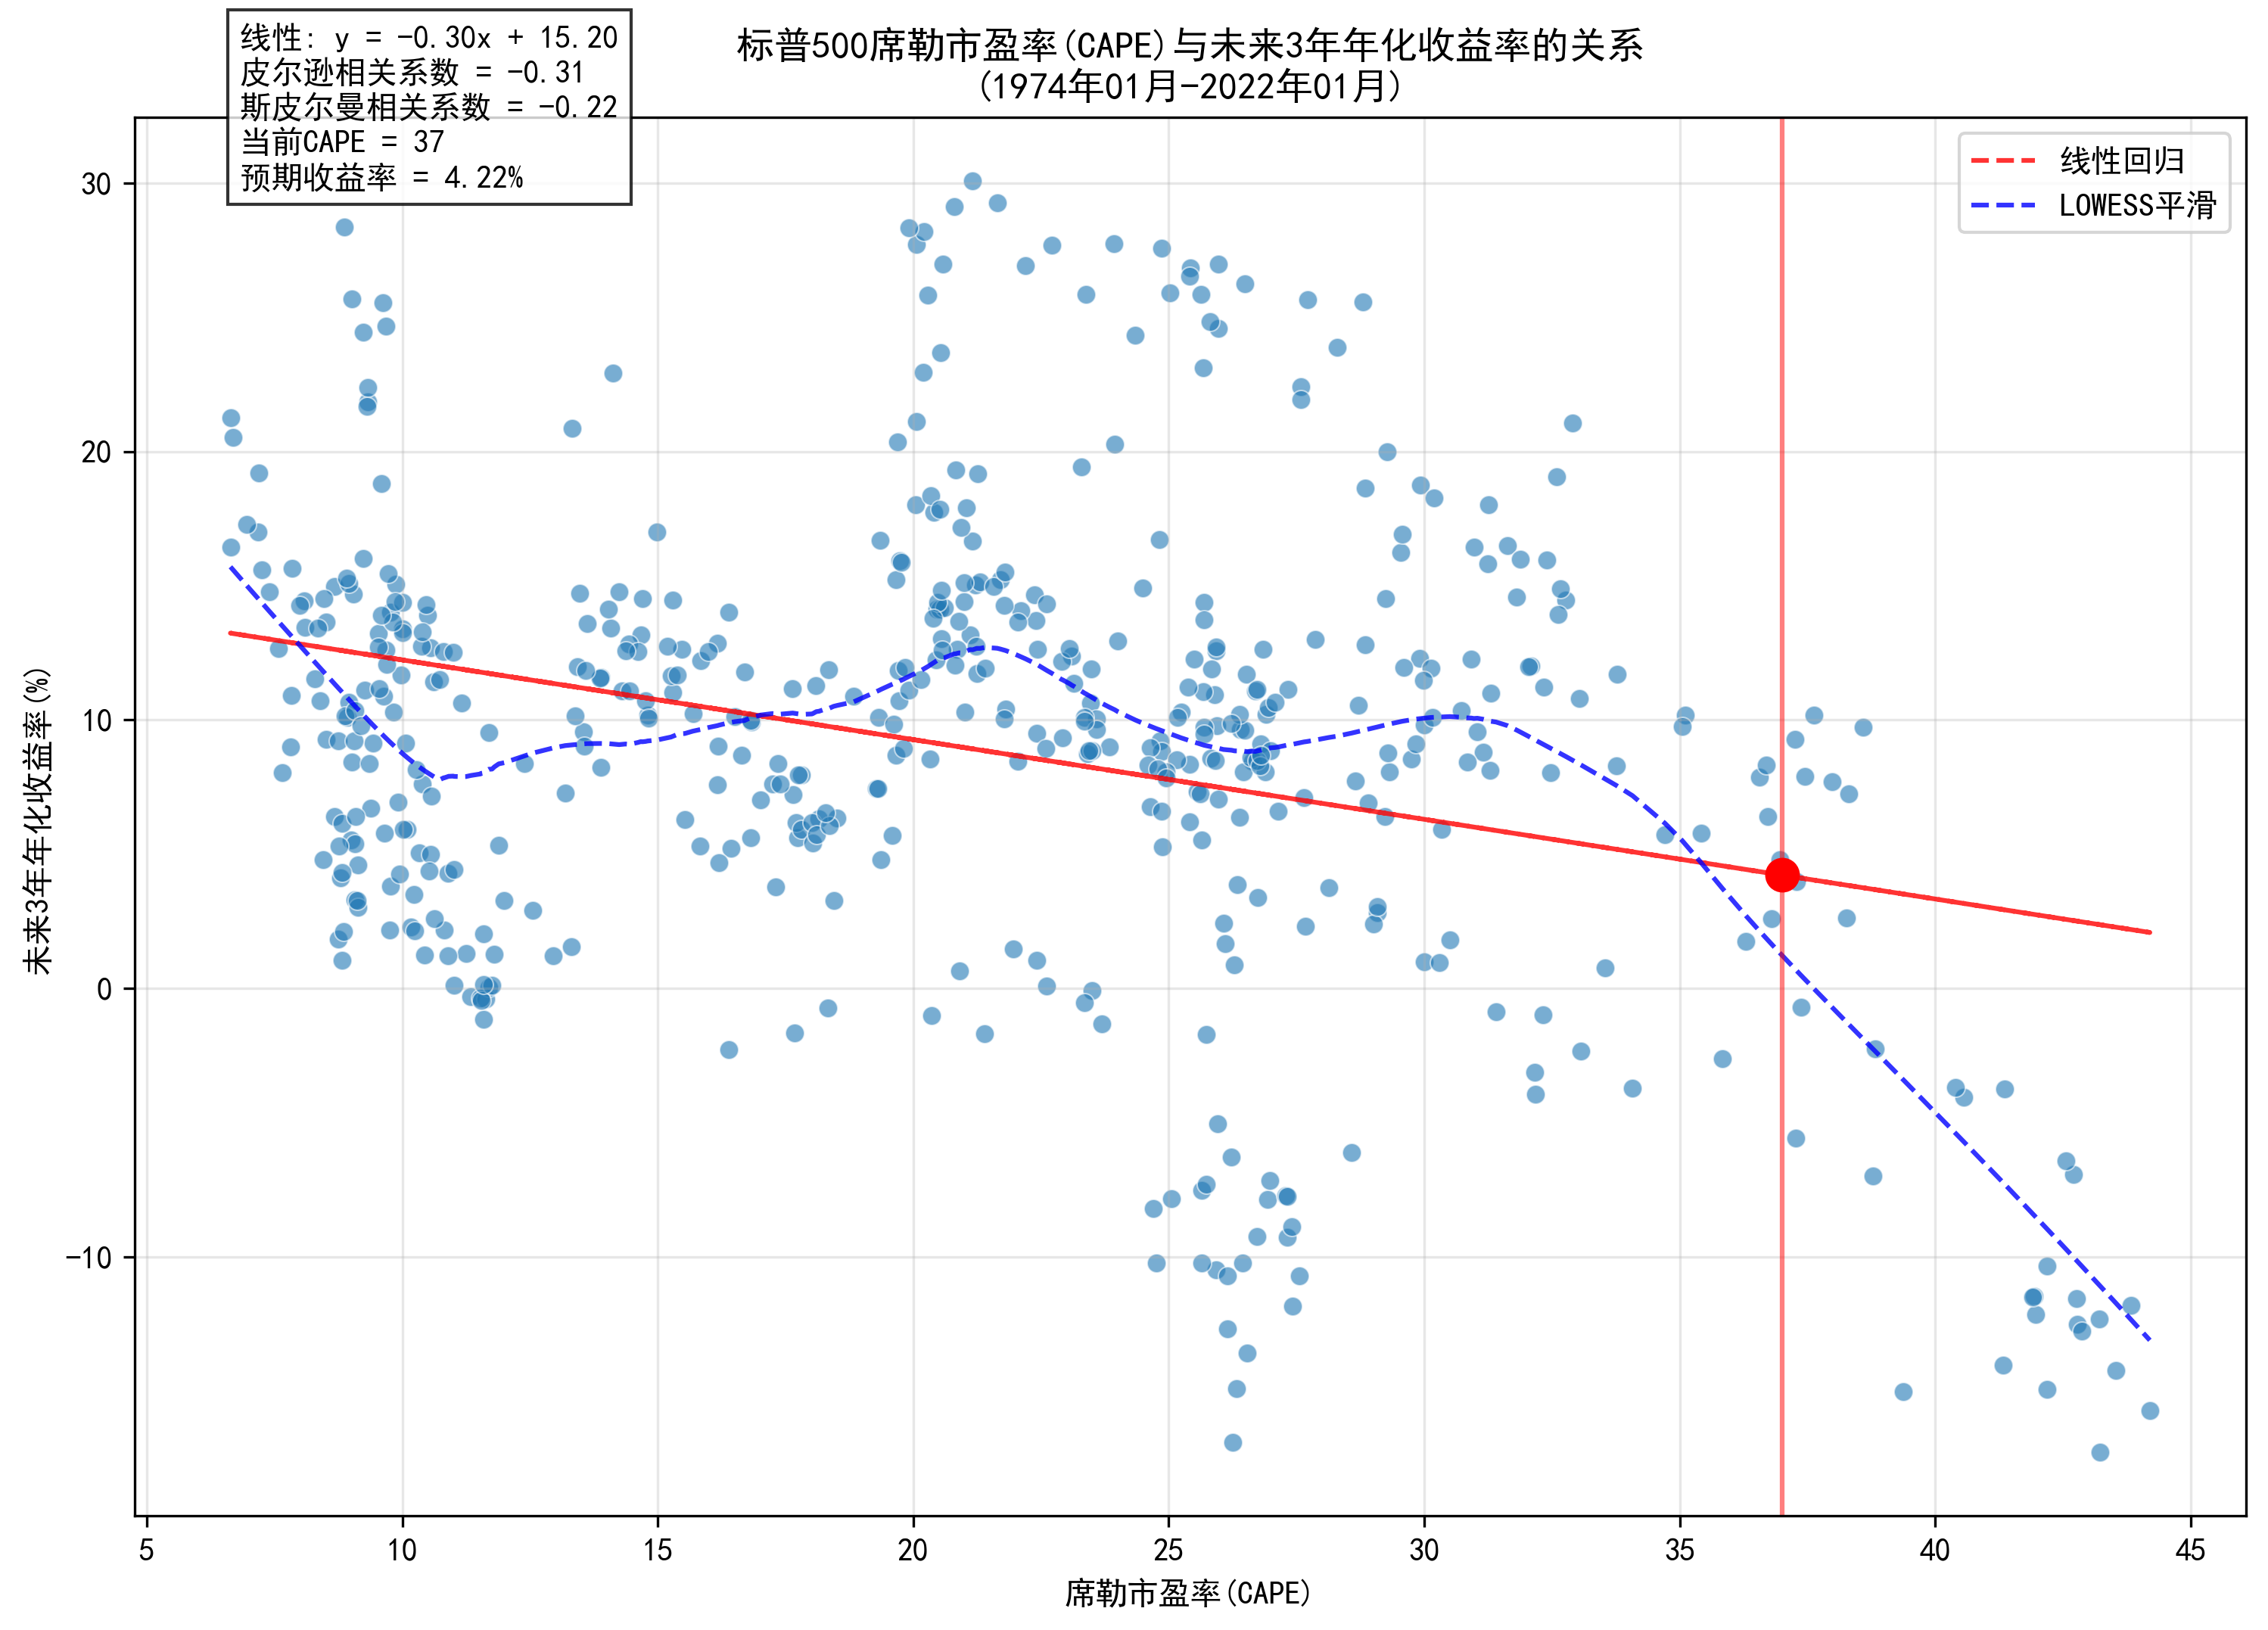 线性: y = -0.30x + 15.20
皮尔逊相关系数 = -0.31
斯皮尔曼相关系数 = -0.22
当前CAPE = 37
预期收益率 = 4.22%
标普500席勒市盈率(CAPE)与未来3年年化收益率的关系
(1974年01月-2022年01月)
线性回归
LOWESS平滑
未来3年年化收益率(%)
30
20
10
0
-10
5 10 15 20 25 30 35 40 45
席勒市盈率(CAPE)